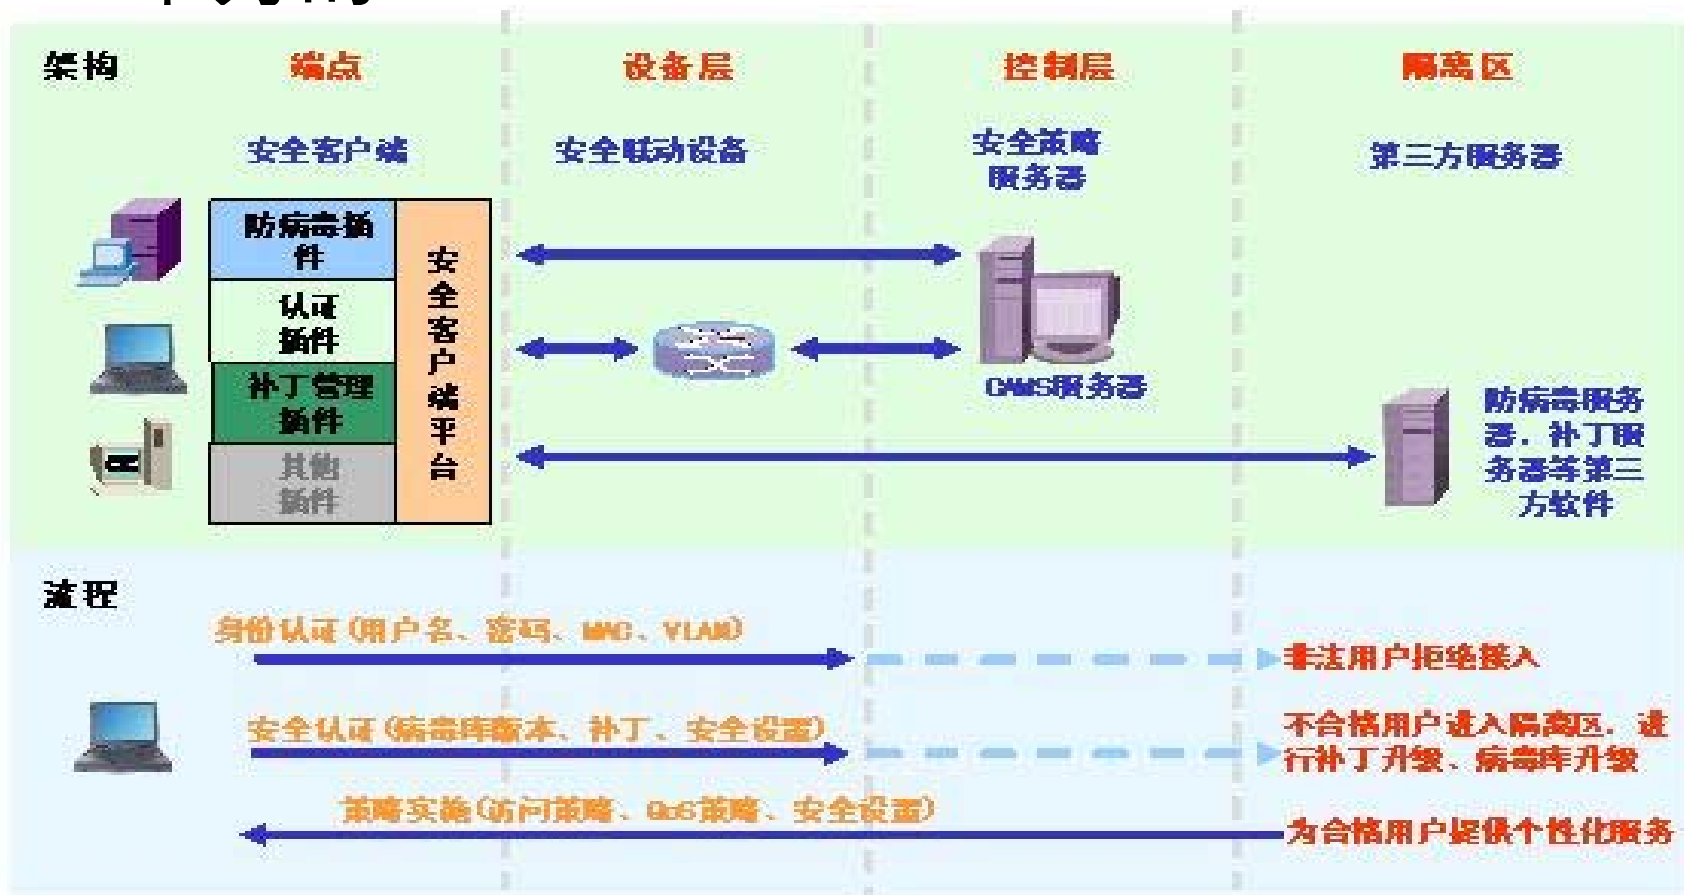 架构
端点
设备层
控制层
隔离区
安全客户端
安全联动设备
安全策略
服务器
第三方服务器
防病毒插
件
认证
插件
补丁管理
插件
其他
插件
安全客户端平台
CAMS服务器
防病毒服务
器，补丁服
务器等第三
方软件
流程
身份认证(用户名、密码、MAC、VLAN)
非法用户拒绝接入
安全认证(病毒库版本、补丁、安全设置)
不合格用户进入隔离区，进
行补丁升级、病毒库升级
策略实施(访问策略、QoS策略、安全设置)
为合格用户提供个性化服务